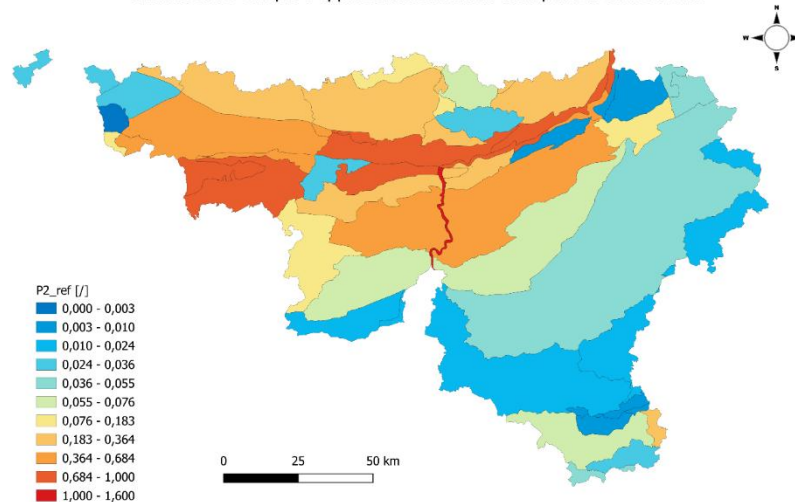 N
W
E
S
P2_ref [/]
0,000 - 0,003
0,003 - 0,010
0,010 - 0,024
0,024 - 0,036
0,036 - 0,055
0,055 - 0,076
0,076 - 0,183
0,183 - 0,364
0,364 - 0,684
0,684 - 1,000
1,000 - 1,600
0 25 50 km